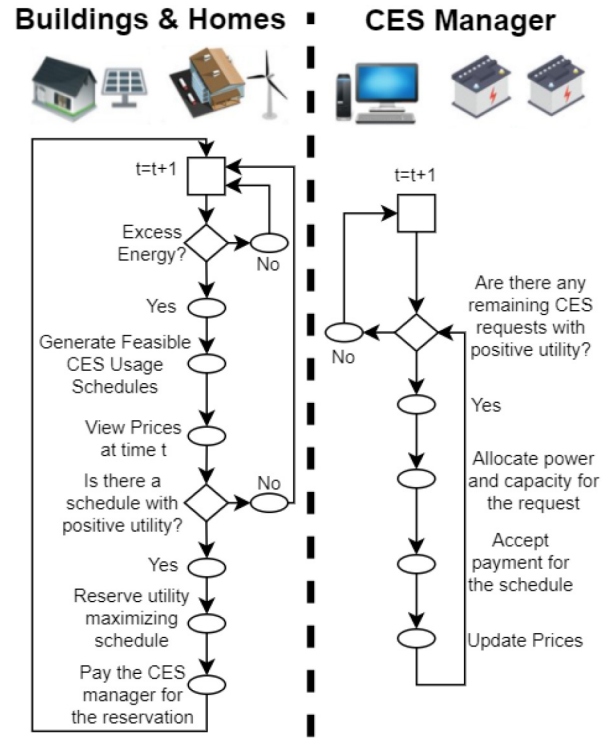 Buildings & Homes
t=t+1
Excess
Energy?
No
Yes
Generate Feasible
CES Usage
Schedules
View Prices
at time t
Is there a
schedule with
positive utility?
No
Yes
Reserve utility
maximizing
schedule
Pay the CES
manager for
the reservation
CES Manager
t=t+1
Are there any
remaining CES
requests with
positive utility?
No
Yes
Allocate power
and capacity for
the request
Accept
payment for
the schedule
Update Prices